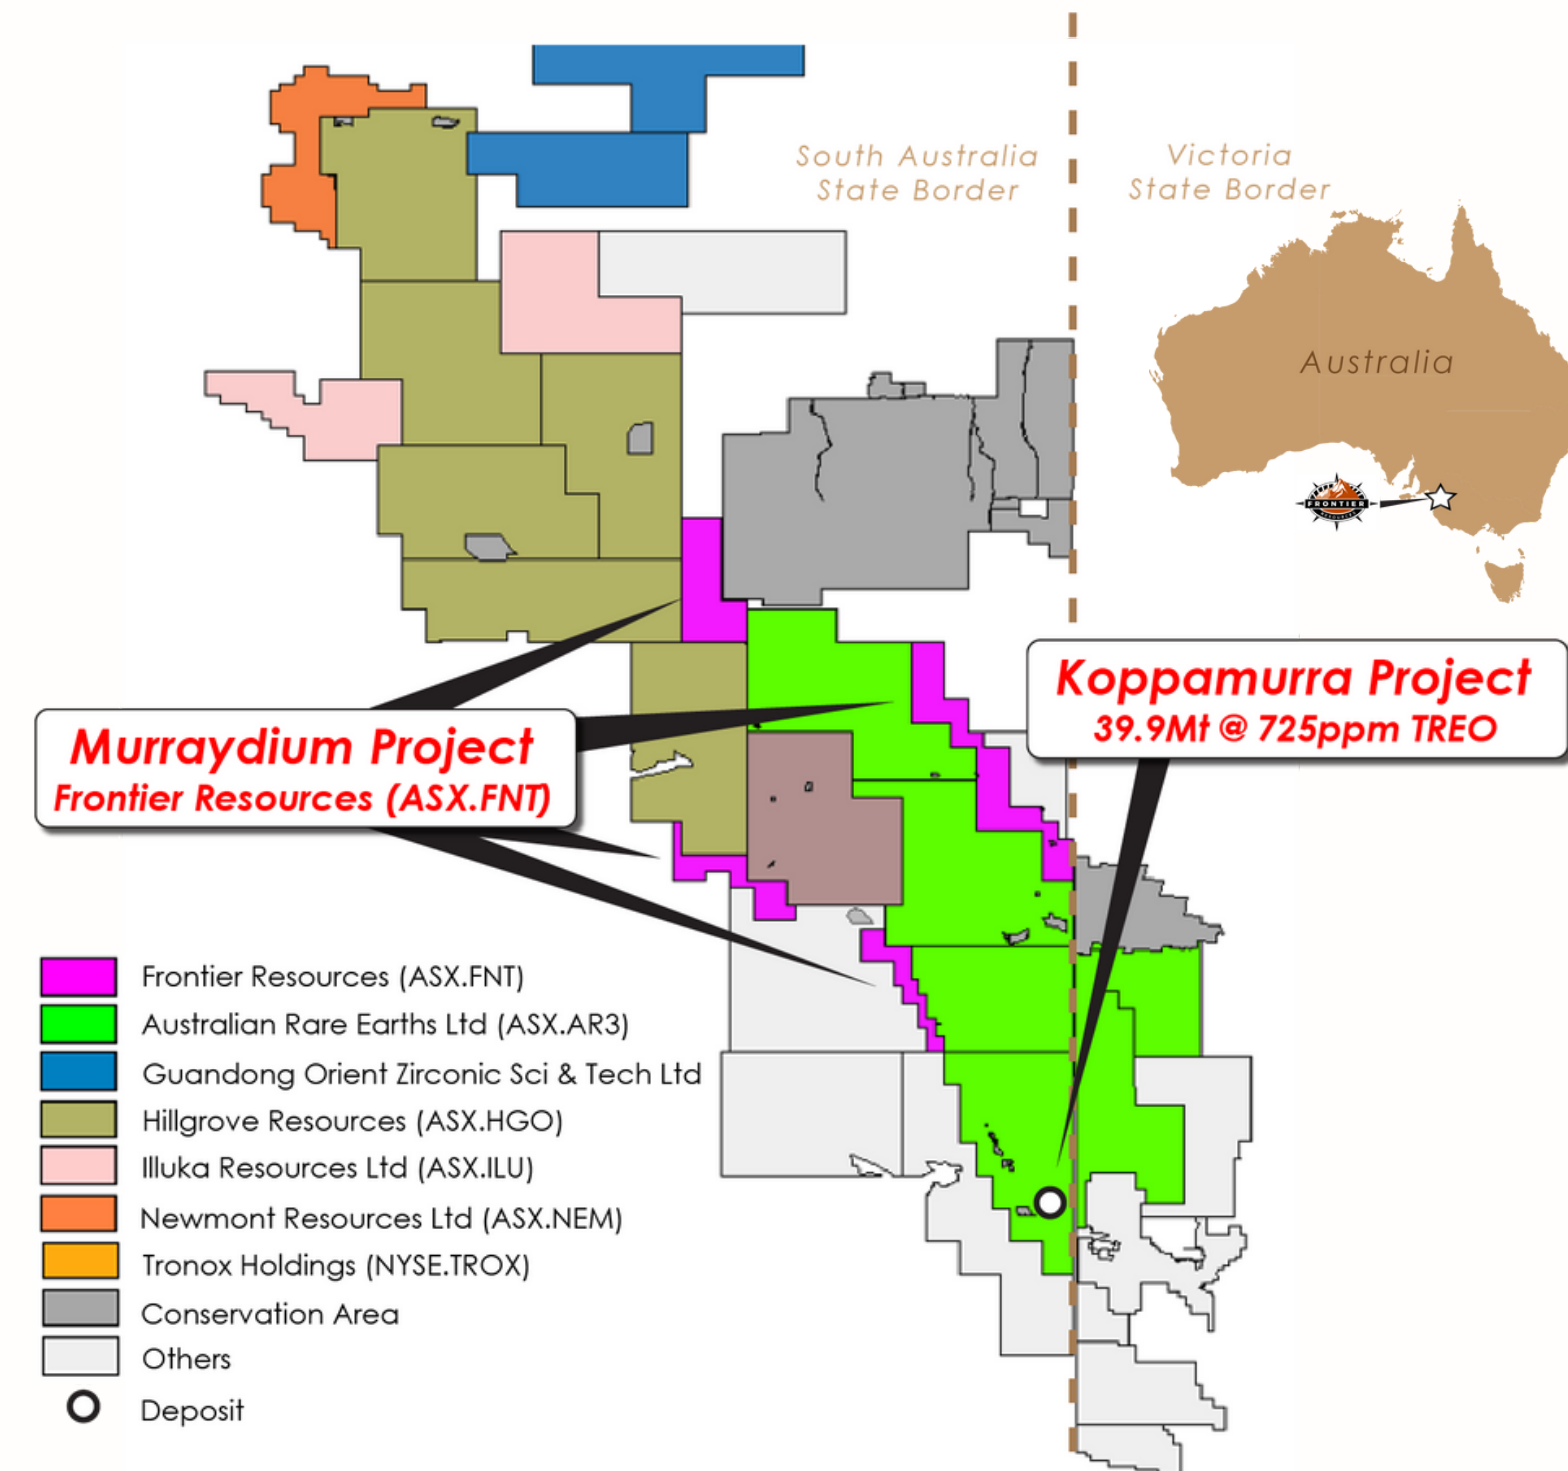 South Australia
State Border
Victoria
State Border
Australia
FRONTIER
Koppamurra Project
39.9Mt @ 725ppm TREO
Murraydium Project
Frontier Resources (ASX.FNT)
Frontier Resources (ASX.FNT)
Australian Rare Earths Ltd (ASX.AR3)
Guandong Orient Zirconic Sci & Tech Ltd
Hillgrove Resources (ASX.HGO)
Illuka Resources Ltd (ASX.ILU)
Newmont Resources Ltd (ASX.NEM)
Tronox Holdings (NYSE.TROX)
Conservation Area
Others
Deposit